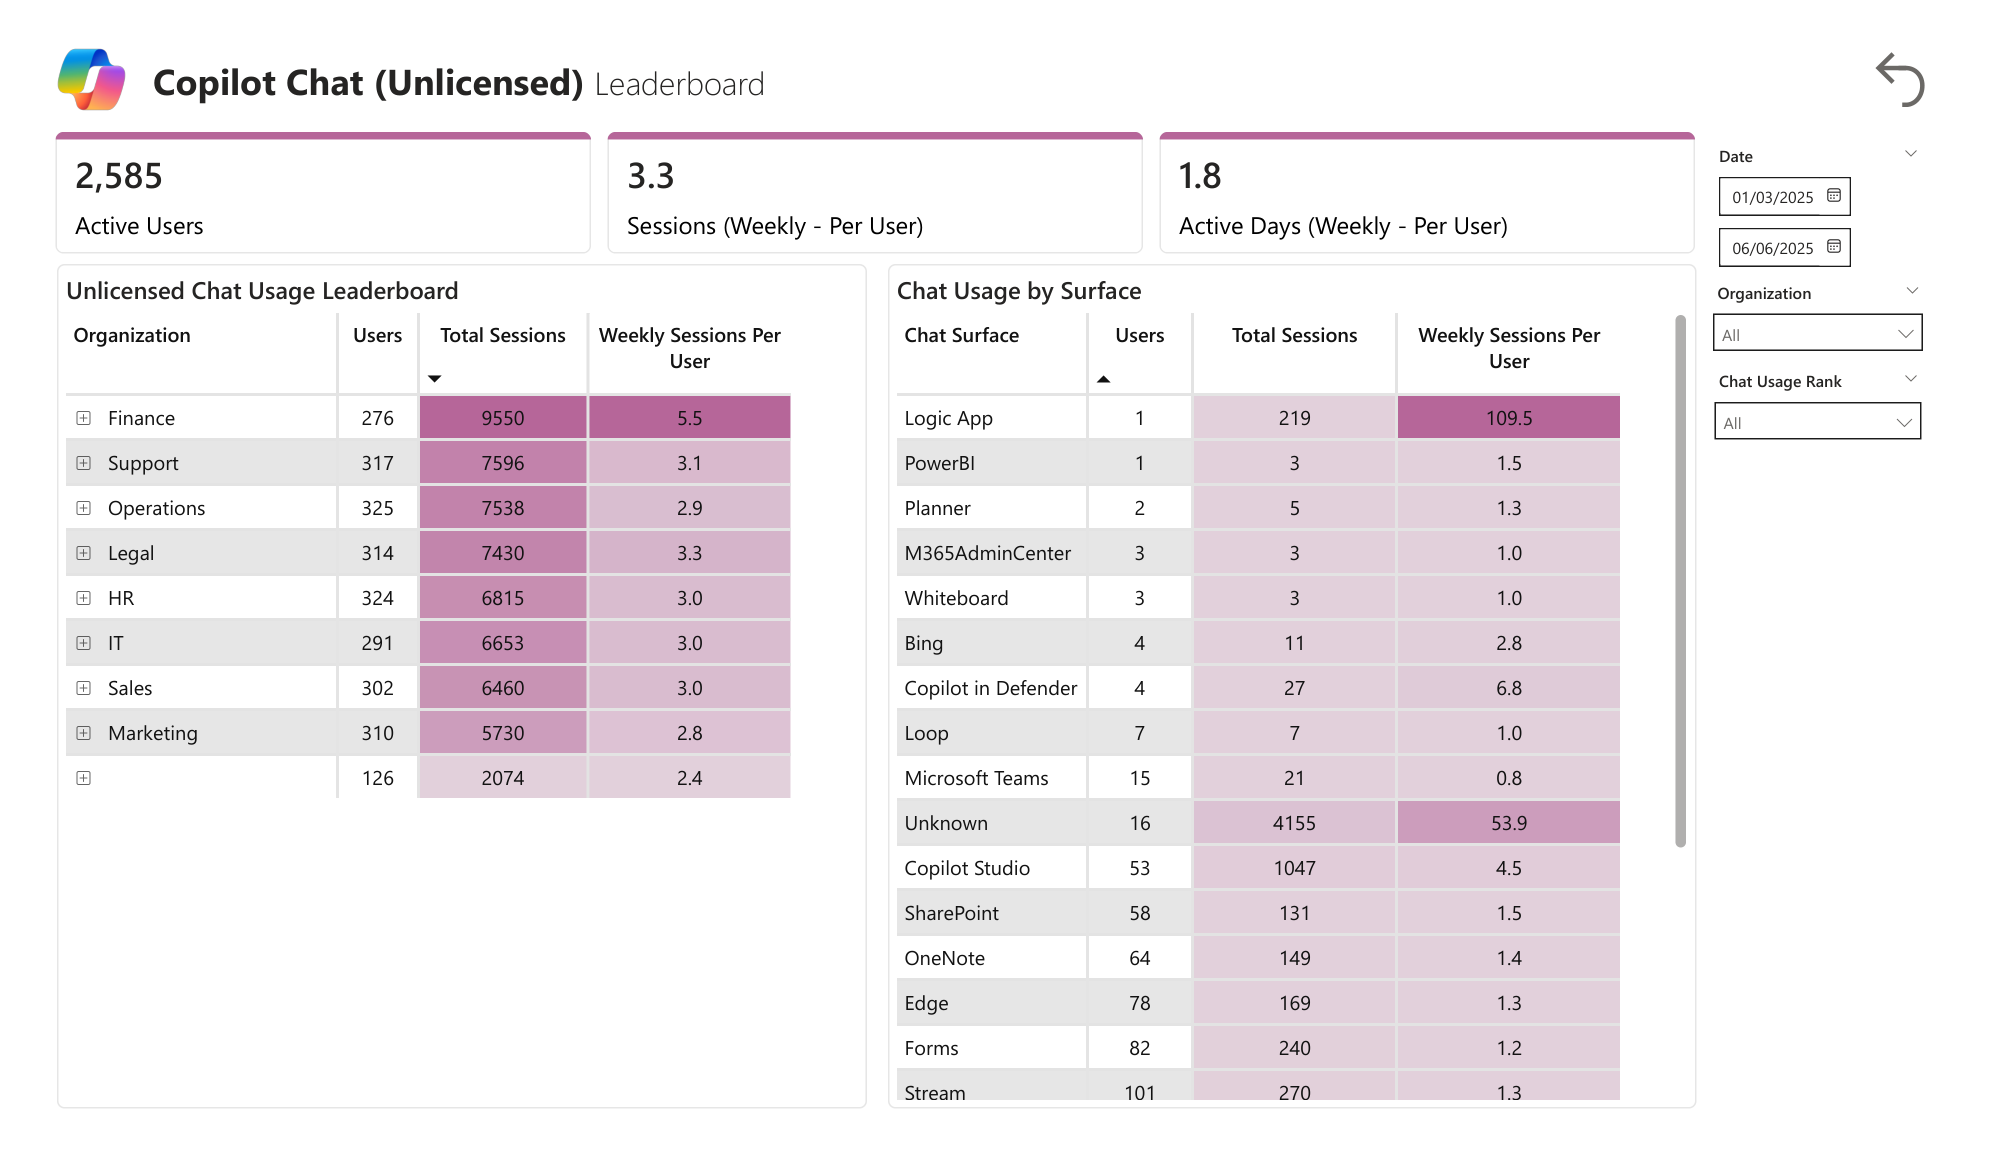 Copilot Chat (Unlicensed) Leaderboard
2,585
Active Users
3.3
Sessions (Weekly - Per User)
1.8
Active Days (Weekly - Per User)
Date
01/03/2025
06/06/2025
Organization
All
Chat Usage Rank
All
Unlicensed Chat Usage Leaderboard
Organization Users Total Sessions Weekly Sessions Per
User
Finance 276 9550 5.5
Support 317 7596 3.1
Operations 325 7538 2.9
Legal 314 7430 3.3
HR 324 6815 3.0
IT 291 6653 3.0
Sales 302 6460 3.0
Marketing 310 5730 2.8
126 2074 2.4
Chat Usage by Surface
Chat Surface Users Total Sessions Weekly Sessions Per
User
Logic App 1 219 109.5
PowerBI 1 3 1.5
Planner 2 5 1.3
M365AdminCenter 3 3 1.0
Whiteboard 3 3 1.0
Bing 4 11 2.8
Copilot in Defender 4 27 6.8
Loop 7 7 1.0
Microsoft Teams 15 21 0.8
Unknown 16 4155 53.9
Copilot Studio 53 1047 4.5
SharePoint 58 131 1.5
OneNote 64 149 1.4
Edge 78 169 1.3
Forms 82 240 1.2
Stream 101 270 1.3